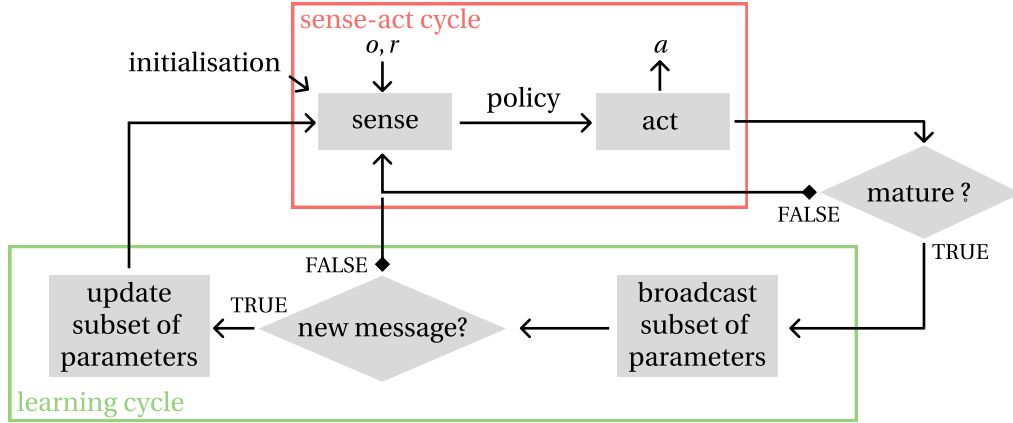 sense-act cycle
o, r
a
initialisation
policy
sense
act
mature ?
FALSE
TRUE
FALSE
TRUE
update
subset of
parameters
new message?
broadcast
subset of
parameters
learning cycle